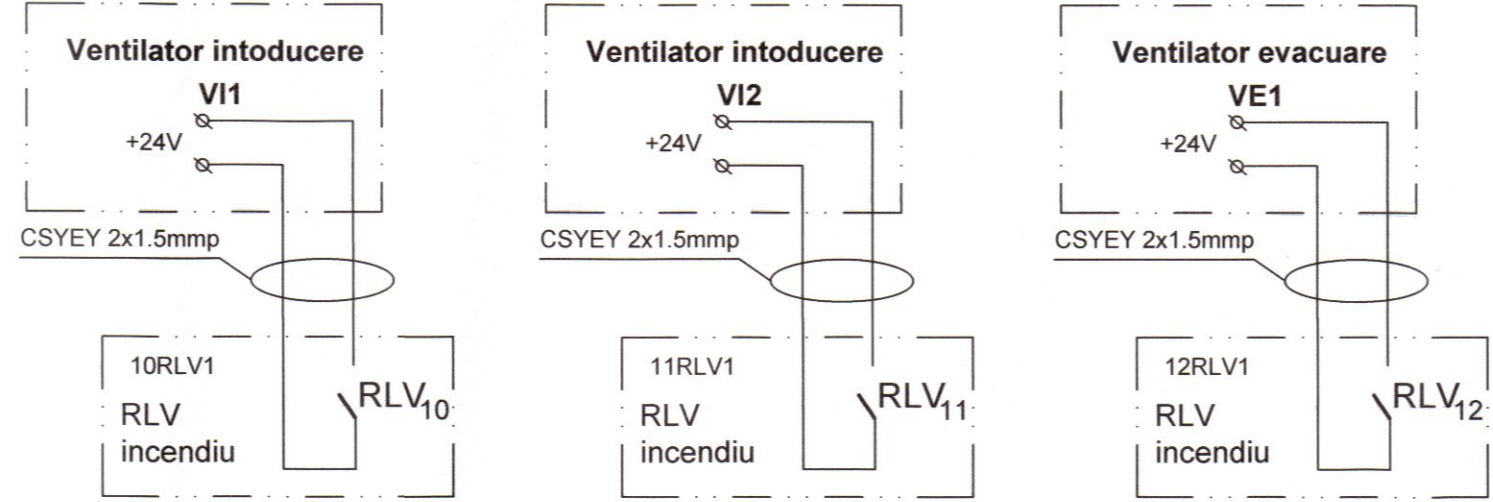 Ventilator intoducere
VI1
+24V
CSYEY 2x1.5mmp
10RLV1
RLV
incendiu
RLV10
Ventilator intoducere
VI2
+24V
CSYEY 2x1.5mmp
11RLV1
RLV
incendiu
RLV11
Ventilator evacuare
VE1
+24V
CSYEY 2x1.5mmp
12RLV1
RLV
incendiu
RLV12